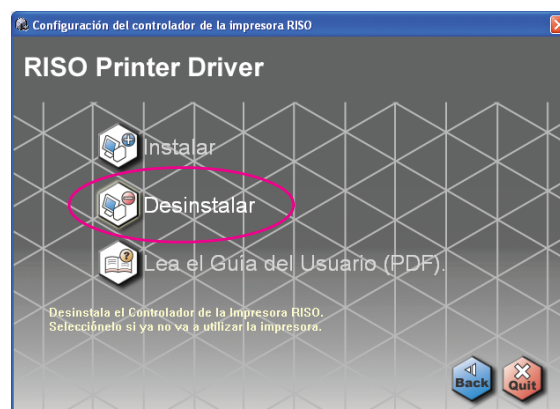 Configuración del controlador de la impresora RISO
RISO Printer Driver
Instalar
Desinstalar
Lea el Guía del Usuario (PDF).
Desinstala el Controlador de la Impresora RISO.
Selecciónelo si ya no va a utilizar la impresora.
Back
Quit